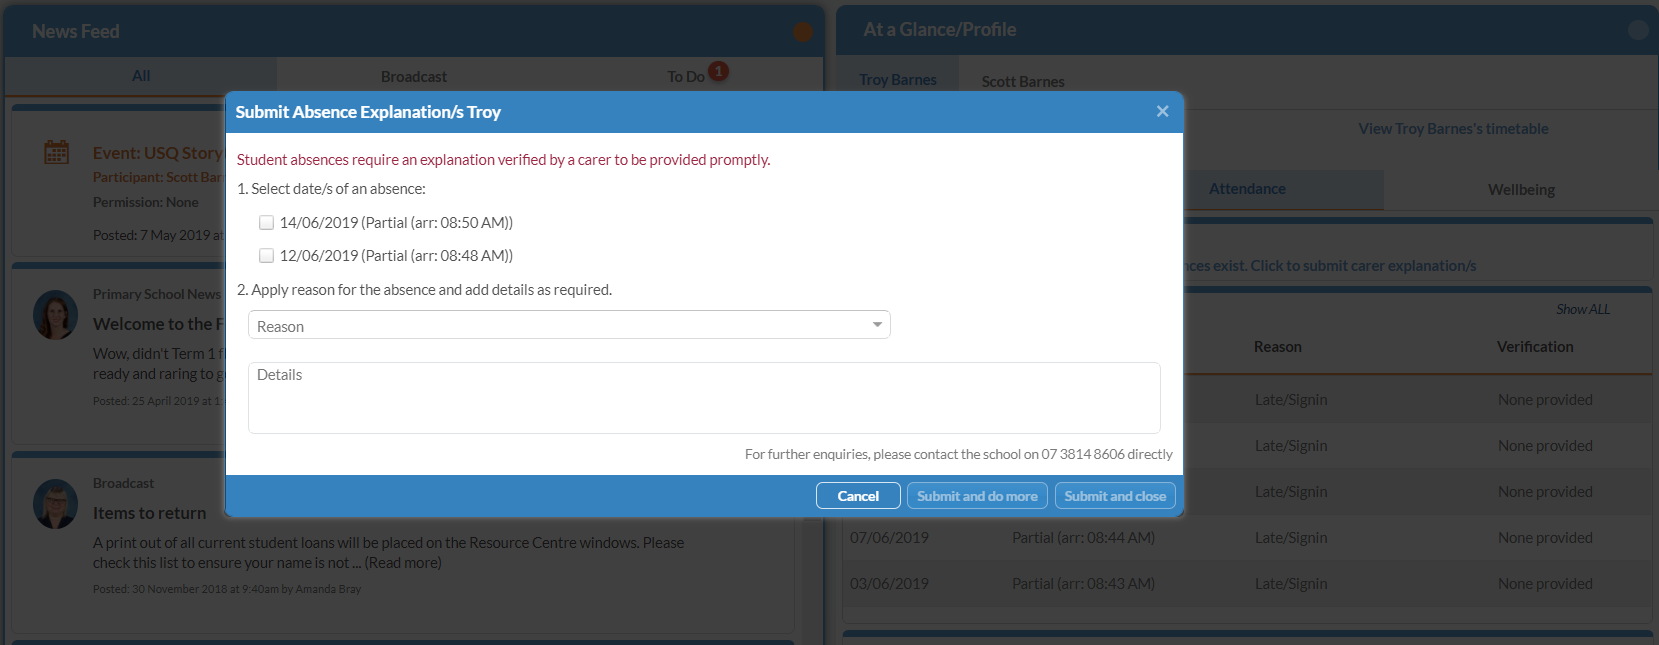 News Feed
All
Broadcast
To Do 1
Event: USQ Story
Participant: Scott Bar
Permission: None
Posted: 7 May 2019 at
Primary School News
Welcome to the F
Wow, didn't Term 1 f
ready and raring to g
Posted: 25 April 2019 at 1:
Broadcast
Items to return
A print out of all current student loans will be placed on the Resource Centre windows. Please
check this list to ensure your name is not ... (Read more)
Posted: 30 November 2018 at 9:40am by Amanda Bray
Submit Absence Explanation/s Troy
×
Student absences require an explanation verified by a carer to be provided promptly.
1. Select date/s of an absence:
14/06/2019 (Partial (arr: 08:50 AM))
12/06/2019 (Partial (arr: 08:48 AM))
2. Apply reason for the absence and add details as required.
Reason
Details
For further enquiries, please contact the school on 07 3814 8606 directly
Cancel
Submit and do more
Submit and close
At a Glance/Profile
Troy Barnes
Scott Barnes
View Troy Barnes's timetable
Attendance
Wellbeing
nces exist. Click to submit carer explanation/s
Show ALL
Reason Verification
Late/Signin None provided
Late/Signin None provided
Late/Signin None provided
07/06/2019 Partial (arr: 08:44 AM) Late/Signin None provided
03/06/2019 Partial (arr: 08:43 AM) Late/Signin None provided